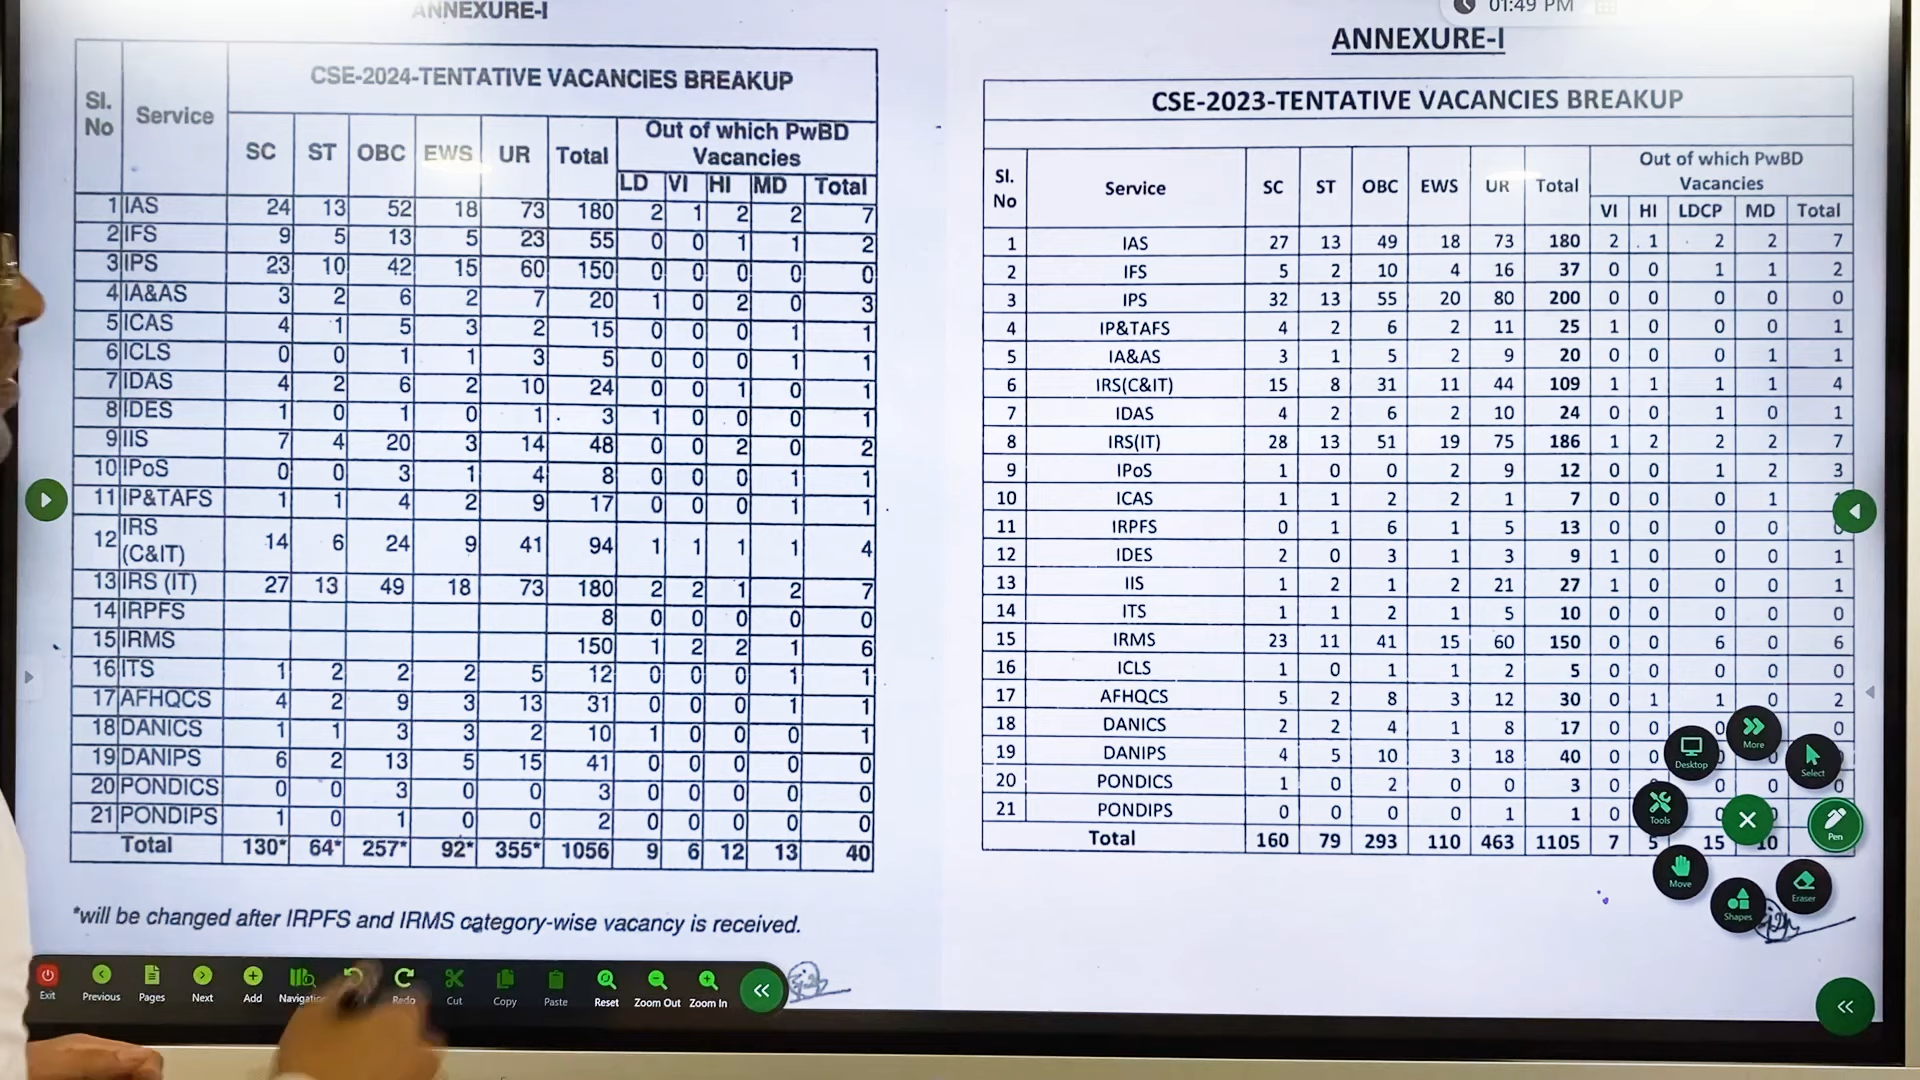 ANNEXURE-I
CSE-2024-TENTATIVE VACANCIES BREAKUP
Sl. No Service SC ST OBC EWS UR Total Out of which PwBD Vacancies
LD VI HI MD Total
1 IAS 24 13 52 18 73 180 2 1 2 2 7
2 IFS 9 5 13 5 23 55 0 0 1 1 2
3 IPS 23 10 42 15 60 150 0 0 0 0 0
4 IA&AS 3 2 6 2 7 20 1 0 2 0 3
5 ICAS 4 1 5 3 2 15 0 0 0 1 1
6 ICLS 0 0 1 1 3 5 0 0 0 1 1
7 IDAS 4 2 6 2 10 24 0 0 1 0 1
8 IDES 1 0 1 0 1 3 1 0 0 0 1
9 IIS 7 4 20 3 14 48 0 0 2 0 2
10 IPoS 0 0 3 1 4 8 0 0 0 1 1
11 IP&TAFS 1 1 4 2 9 17 0 0 0 1 1
12 IRS (C&IT) 14 6 24 9 41 94 1 1 1 1 4
13 IRS (IT) 27 13 49 18 73 180 2 2 1 2 7
14 IRPFS 8 0 0 0 0 0
15 IRMS 150 1 2 2 1 6
16 ITS 1 2 2 2 5 12 0 0 0 1 1
17 AFHQCS 4 2 9 3 13 31 0 0 0 1 1
18 DANICS 1 1 3 3 2 10 1 0 0 0 1
19 DANIPS 6 2 13 5 15 41 0 0 0 0 0
20 PONDICS 0 0 3 0 0 3 0 0 0 0 0
21 PONDIPS 1 0 1 0 0 2 0 0 0 0 0
Total 130* 64* 257* 92* 355* 1056 9 6 12 13 40
*will be changed after IRPFS and IRMS category-wise vacancy is received.
01:49 PM
ANNEXURE-I
CSE-2023-TENTATIVE VACANCIES BREAKUP
Sl. No Service SC ST OBC EWS UR Total Out of which PwBD Vacancies
VI HI LDCP MD Total
1 IAS 27 13 49 18 73 180 2 1 2 2 7
2 IFS 5 2 10 4 16 37 0 0 1 1 2
3 IPS 32 13 55 20 80 200 0 0 0 0 0
4 IP&TAFS 4 2 6 2 11 25 1 0 0 0 1
5 IA&AS 3 1 5 2 9 20 0 0 0 1 1
6 IRS(C&IT) 15 8 31 11 44 109 1 1 1 1 4
7 IDAS 4 2 6 2 10 24 0 0 1 0 1
8 IRS(IT) 28 13 51 19 75 186 1 2 2 2 7
9 IPoS 1 0 0 2 9 12 0 0 1 2 3
10 ICAS 1 1 2 2 1 7 0 0 0 1
11 IRPFS 0 1 6 1 5 13 0 0 0 0 0
12 IDES 2 0 3 1 3 9 1 0 0 0 1
13 IIS 1 2 1 2 21 27 1 0 0 0 1
14 ITS 1 1 2 1 5 10 0 0 0 0 0
15 IRMS 23 11 41 15 60 150 0 0 6 0 6
16 ICLS 1 0 1 1 2 5 0 0 0 0 0
17 AFHQCS 5 2 8 3 12 30 0 1 1 0 2
18 DANICS 2 2 4 1 8 17 0 0 0 0
19 DANIPS 4 5 10 3 18 40 0 0 0
20 PONDICS 1 0 2 0 0 3 0 0 0
21 PONDIPS 0 0 0 0 1 1 0
Total 160 79 293 110 463 1105 7 5 15 10
More
Desktop
Select
Tools
Pen
Move
Shapes
Eraser
Exit Previous Pages Next Add Redo Cut Copy Paste Reset Zoom Out Zoom In